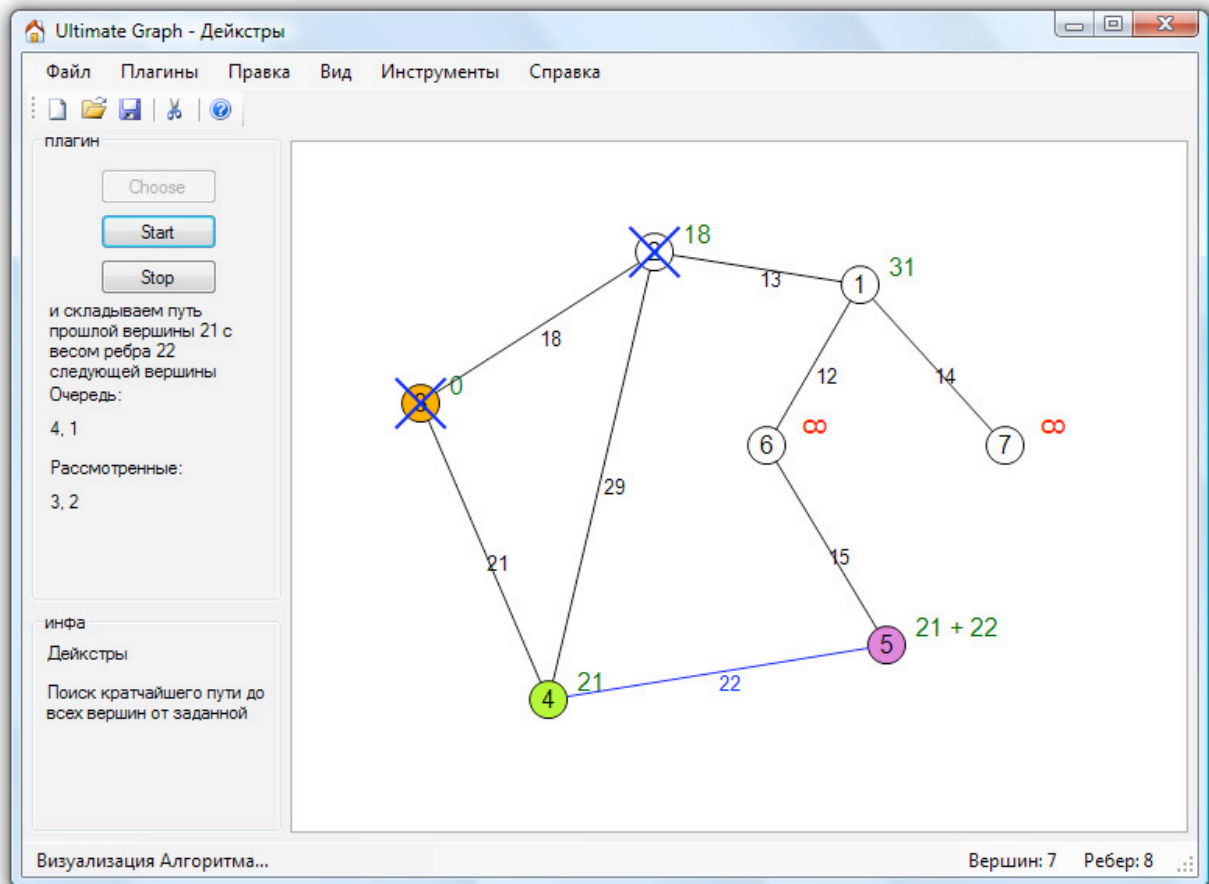 Ultimate Graph - Дейкстры
Файл Плагины Правка Вид Инструменты Справка
плагин
Choose
Start
Stop
и складываем путь
прошлой вершины 21 с
весом ребра 22
следующей вершины
Очередь:
4, 1
Рассмотренные:
3, 2
инфа
Дейкстры
Поиск кратчайшего пути до
всех вершин от заданной
2 18
13
1 31
18
12
14
3 0
6 ∞
7 ∞
29
21
15
5 21 + 22
4 21
22
Визуализация Алгоритма... Вершин: 7 Ребер: 8